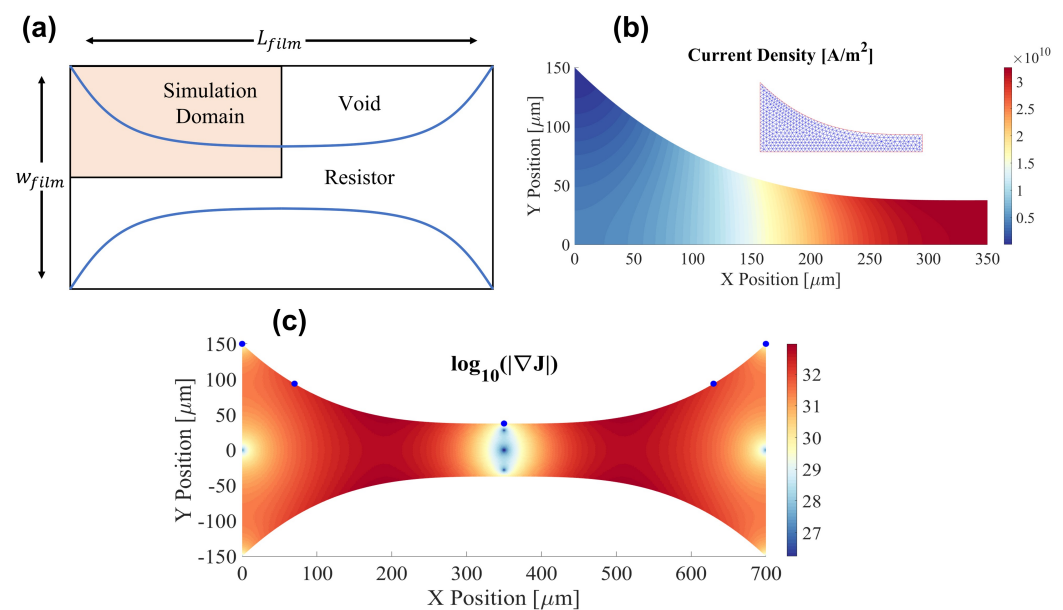 (a)
L_film
Simulation
Domain
Void
w_film
Resistor
(b)
Current Density [A/m²]
×10¹⁰
150
100
50
0
Y Position [μm]
0 50 100 150 200 250 300 350
X Position [μm]
3
2.5
2
1.5
1
0.5
(c)
log₁₀(|∇J|)
150
100
50
0
-50
-100
-150
Y Position [μm]
0 100 200 300 400 500 600 700
X Position [μm]
32
31
30
29
28
27